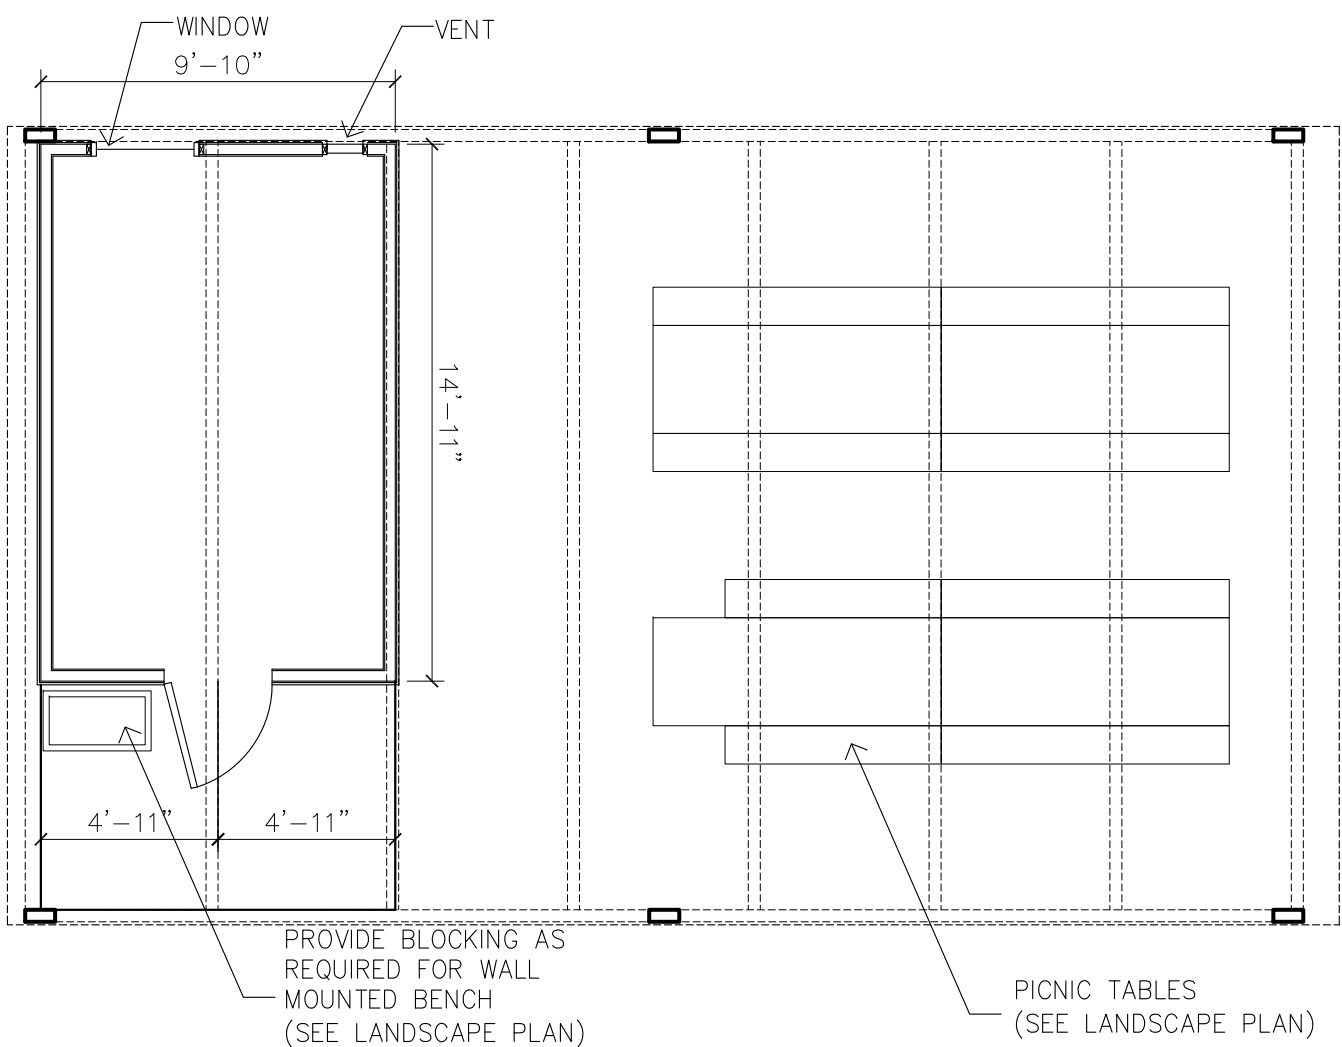 WINDOW
VENT
9'-10"
14'-11"
4'-11"
4'-11"
PROVIDE BLOCKING AS
REQUIRED FOR WALL
MOUNTED BENCH
(SEE LANDSCAPE PLAN)
PICNIC TABLES
(SEE LANDSCAPE PLAN)